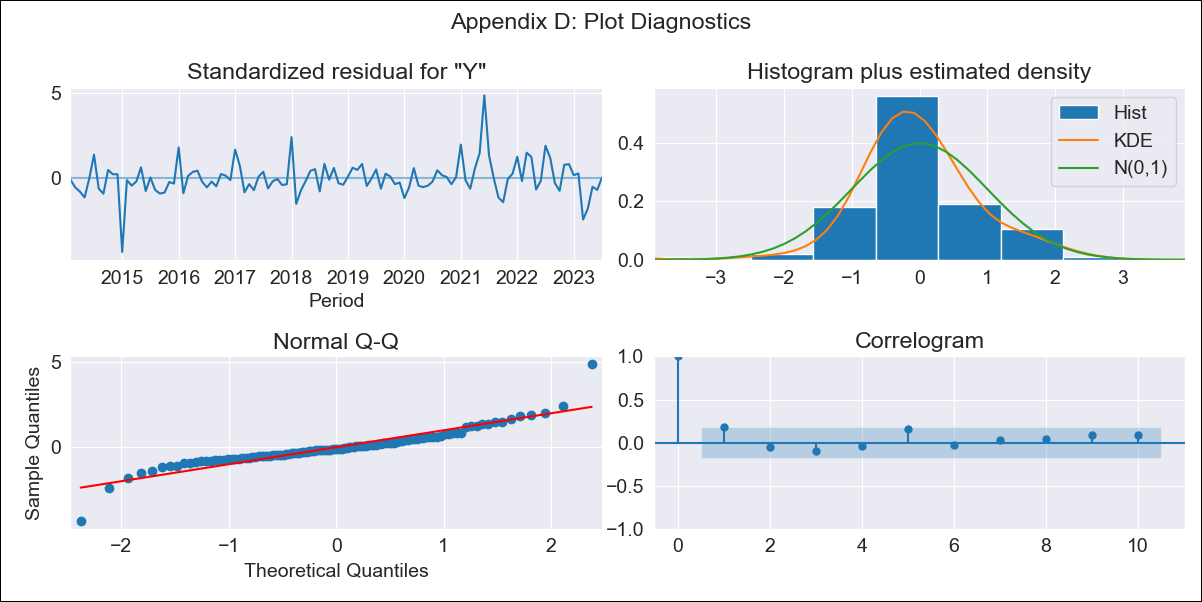 Appendix D: Plot Diagnostics
Standardized residual for "Y"
5
0
2015 2016 2017 2018 2019 2020 2021 2022 2023
Period
Histogram plus estimated density
Hist
KDE
N(0,1)
0.4
0.2
0.0
−3 −2 −1 0 1 2 3
Normal Q-Q
Sample Quantiles
5
0
−2 −1 0 1 2
Theoretical Quantiles
Correlogram
1.0
0.5
0.0
−0.5
−1.0
0 2 4 6 8 10